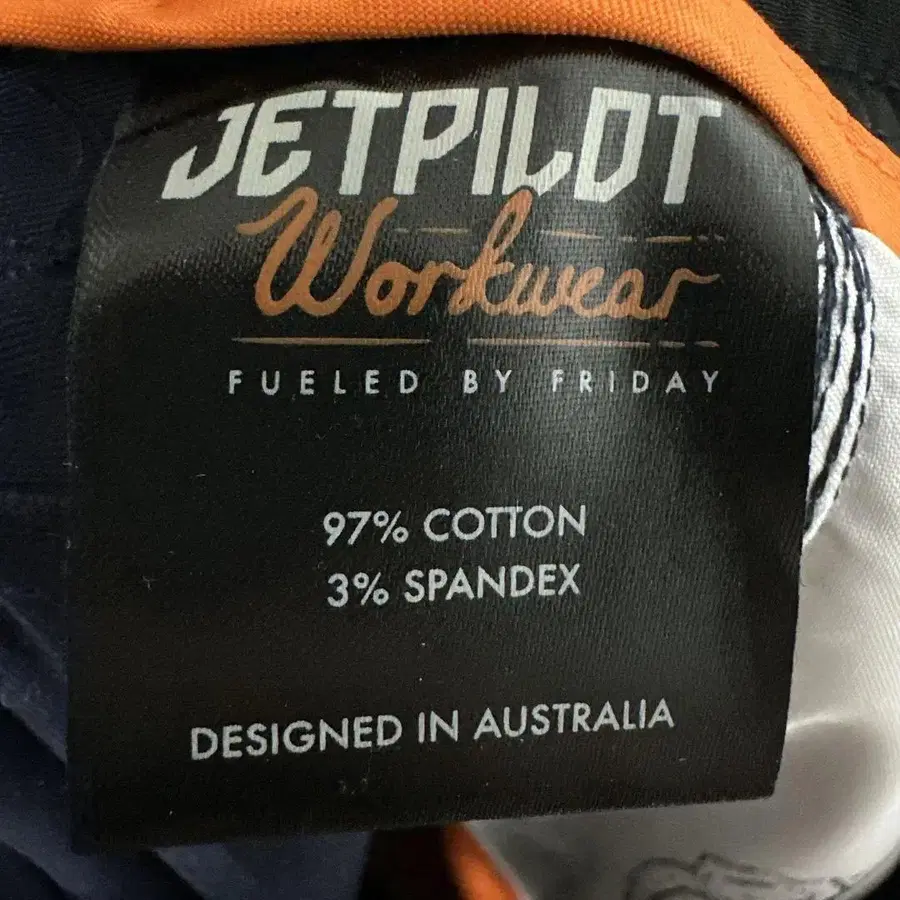 JETPILOT
Workwear
FUELED BY FRIDAY
97% COTTON
3% SPANDEX
DESIGNED IN AUSTRALIA